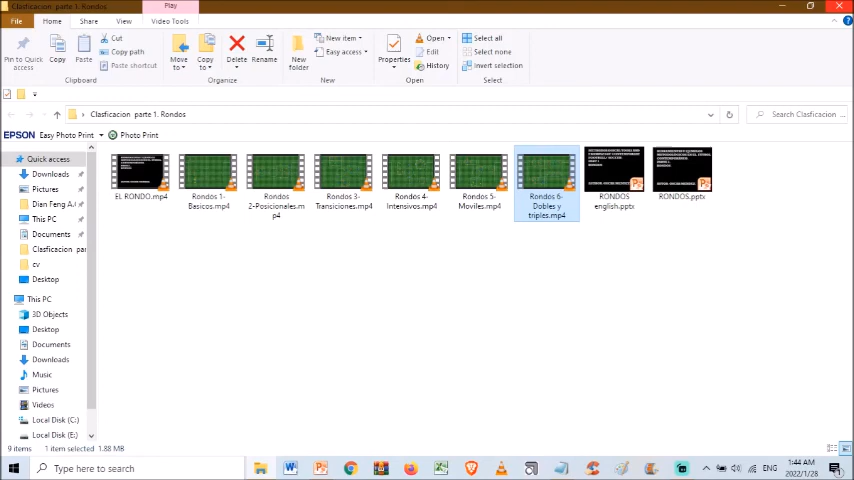 Clasficacion parte 1. Rondos
Play
File
Home
Share
View
Video Tools
Pin to Quick access
Copy
Paste
Cut
Copy path
Paste shortcut
Clipboard
Move to
Copy to
Delete
Rename
Organize
New folder
New item
Easy access
New
Properties
Open
Edit
History
Open
Select all
Select none
Invert selection
Select
Clasficacion parte 1. Rondos
Search Clasficacion ...
EPSON Easy Photo Print
Photo Print
Quick access
Downloads
Pictures
Dian Feng A.
This PC
Documents
Clasficacion par
cv
Desktop
This PC
3D Objects
Desktop
Documents
Downloads
Music
Pictures
Videos
Local Disk (C:)
Local Disk (E:)
EL RONDO.mp4
Rondos 1-
Basicos.mp4
Rondos
2-Posicionales.m
p4
Rondos 3-
Transiciones.mp4
Rondos 4-
Intensivos.mp4
Rondos 5-
Moviles.mp4
Rondos 6-
Dobles y
triples.mp4
RONDOS
english.pptx
RONDOS.pptx
9 items
1 item selected 1.88 MB
Type here to search
ENG
1:44 AM
2022/1/28